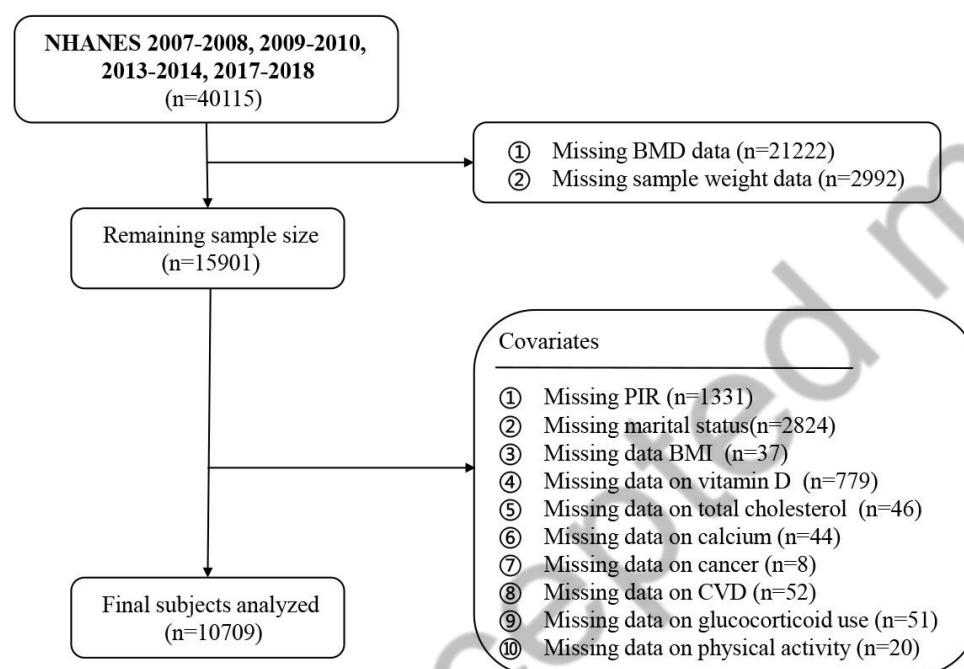 NHANES 2007-2008, 2009-2010,
2013-2014, 2017-2018
(n=40115)
① Missing BMD data (n=21222)
② Missing sample weight data (n=2992)
Remaining sample size
(n=15901)
Covariates
① Missing PIR (n=1331)
② Missing marital status(n=2824)
③ Missing data BMI (n=37)
④ Missing data on vitamin D (n=779)
⑤ Missing data on total cholesterol (n=46)
⑥ Missing data on calcium (n=44)
⑦ Missing data on cancer (n=8)
⑧ Missing data on CVD (n=52)
⑨ Missing data on glucocorticoid use (n=51)
⑩ Missing data on physical activity (n=20)
Final subjects analyzed
(n=10709)